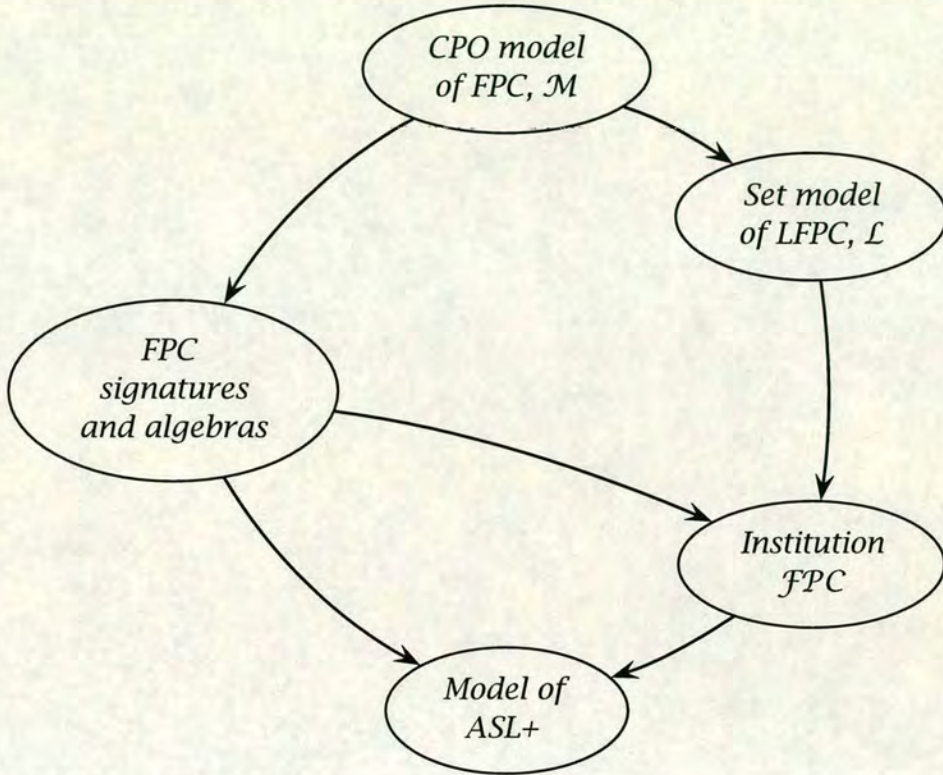 CPO model
of FPC, ℳ
Set model
of LFPC, ℒ
FPC
signatures
and algebras
Institution
ℱ𝒫𝒞
Model of
ASL+